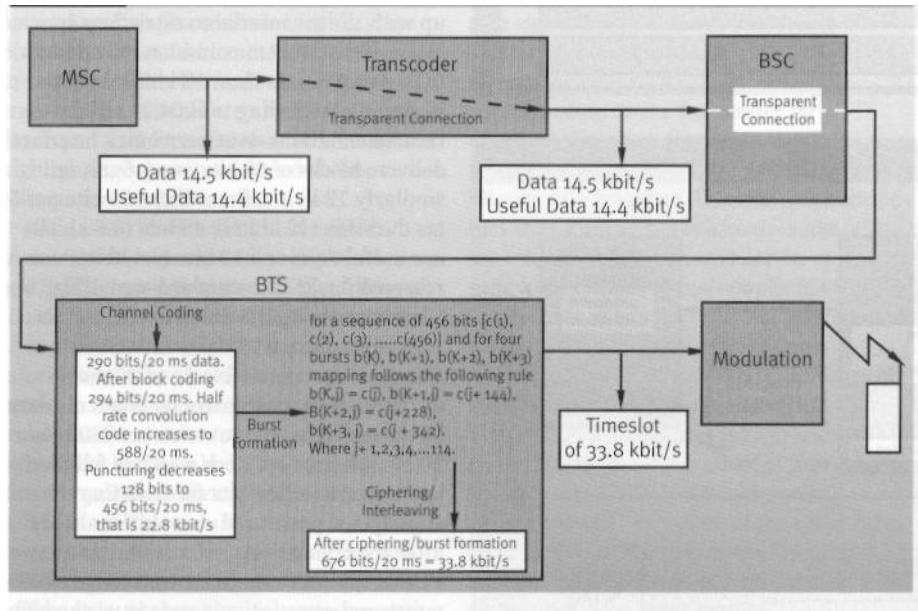 MSC
Transcoder
Transparent Connection
BSC
Transparent
Connection
Data 14.5 kbit/s
Useful Data 14.4 kbit/s
Data 14.5 kbit/s
Useful Data 14.4 kbit/s
BTS
Channel Coding
290 bits/20 ms data.
After block coding
294 bits/20 ms. Half
rate convolution
code increases to
588/20 ms.
Puncturing decreases
128 bits to
456 bits/20 ms,
that is 22.8 kbit/s
Burst
Formation
for a sequence of 456 bits [c(1),
c(2), c(3), .....c(456)] and for four
bursts b(K), b(K+1), b(K+2), b(K+3)
mapping follows the following rule
b(K,j) = c(j), b(K+1,j) = c(j+ 144),
B(K+2,j) = c(j+228),
b(K+3, j) = c(j + 342).
Where j+ 1,2,3,4,...114.
Ciphering/
Interleaving
After ciphering/burst formation
676 bits/20 ms = 33.8 kbit/s
Modulation
Timeslot
of 33.8 kbit/s